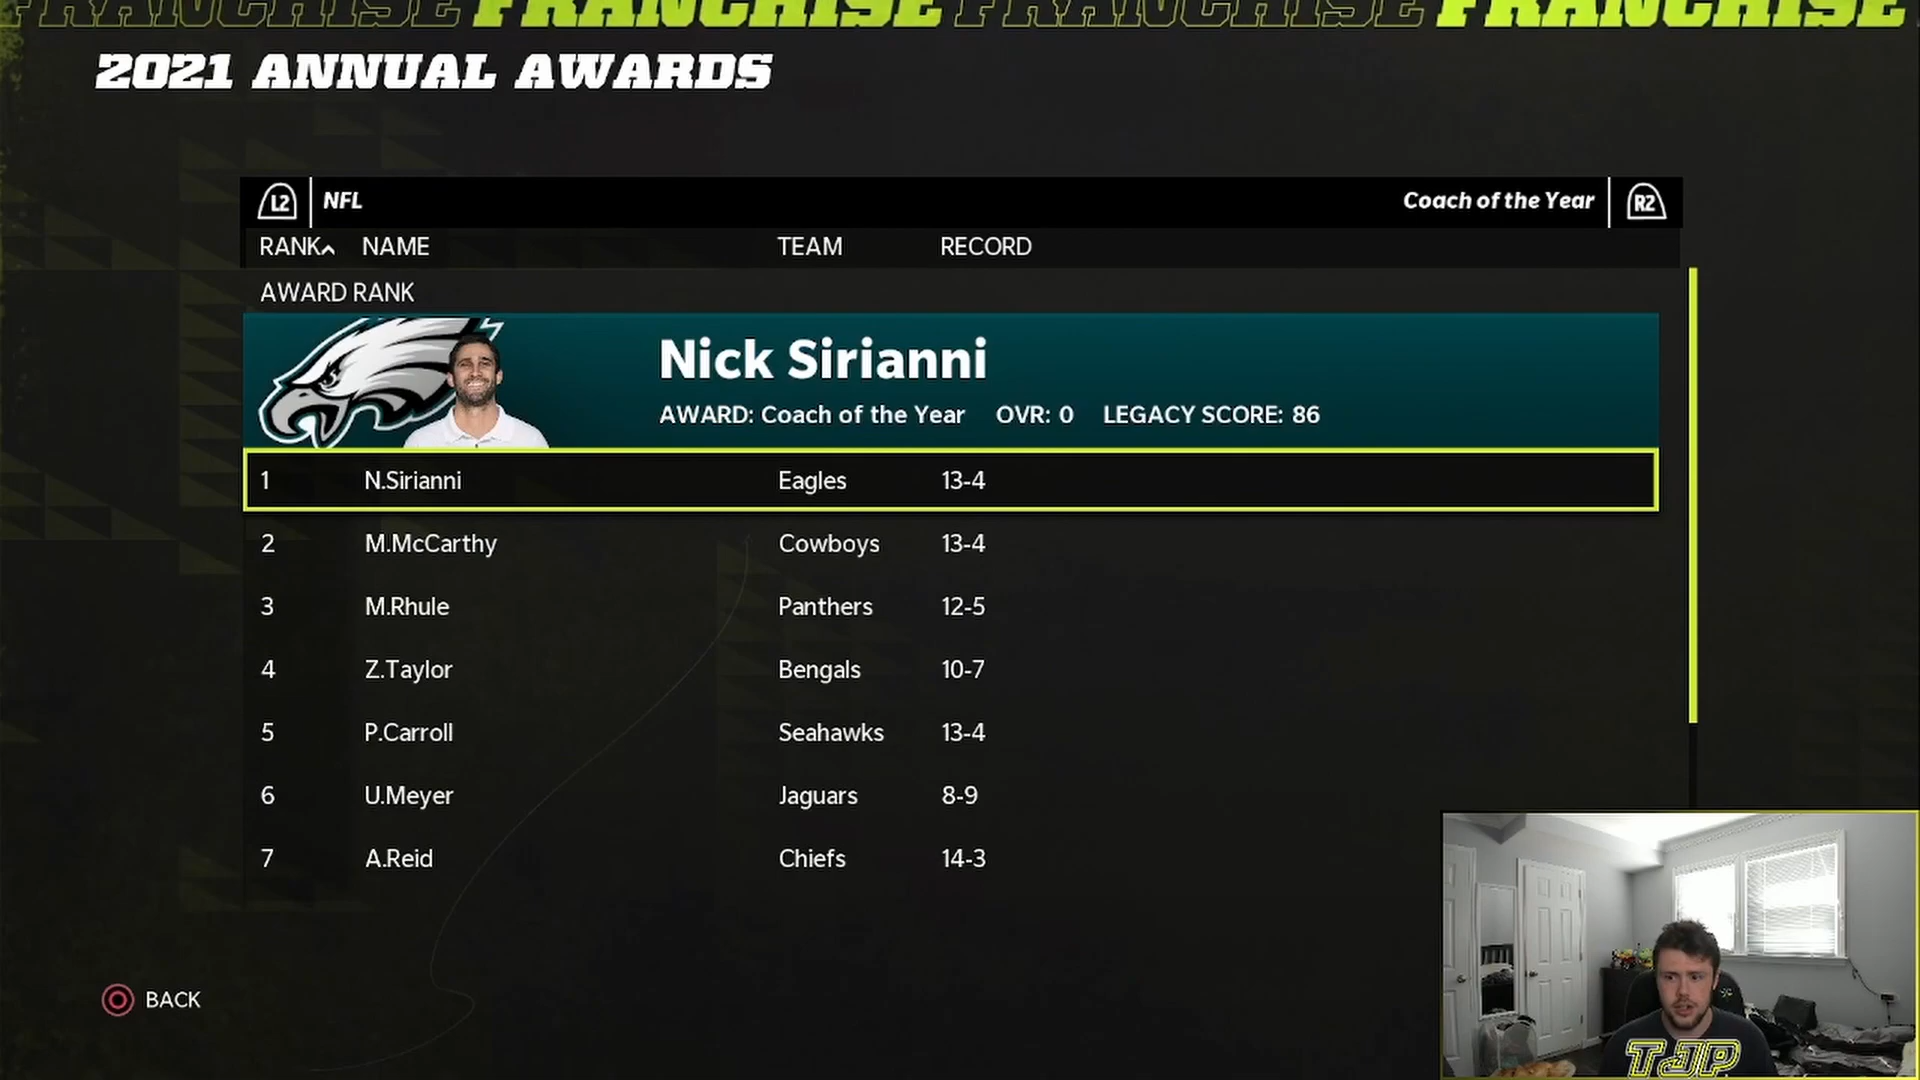 FRANCHISE FRANCHISE FRANCHISE FRANCHISE
2021 ANNUAL AWARDS
L2 NFL Coach of the Year R2
RANK NAME TEAM RECORD
AWARD RANK
Nick Sirianni
AWARD: Coach of the Year OVR: 0 LEGACY SCORE: 86
1 N.Sirianni Eagles 13-4
2 M.McCarthy Cowboys 13-4
3 M.Rhule Panthers 12-5
4 Z.Taylor Bengals 10-7
5 P.Carroll Seahawks 13-4
6 U.Meyer Jaguars 8-9
7 A.Reid Chiefs 14-3
BACK
TJP